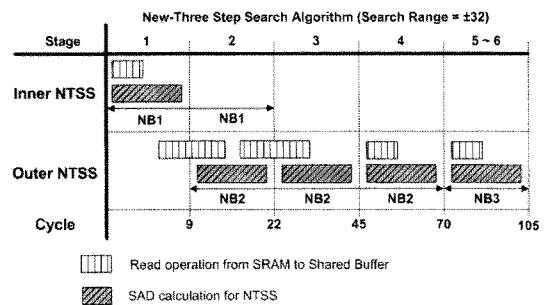 New-Three Step Search Algorithm (Search Range = ±32)
Stage 1 2 3 4 5 ~ 6
Inner NTSS
NB1 NB1
Outer NTSS
NB2 NB2 NB2 NB3
Cycle 9 22 45 70 105
Read operation from SRAM to Shared Buffer
SAD calculation for NTSS